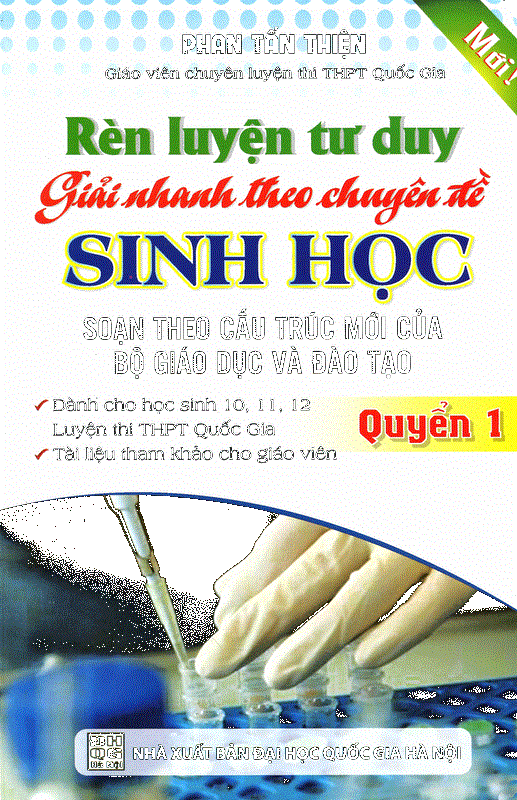 PHAN TẤN THIỆN
Giáo viên chuyên luyện thi THPT Quốc Gia
Mới!
Rèn luyện tư duy
Giải nhanh theo chuyên đề
SINH HỌC
SOẠN THEO CẤU TRÚC MỚI CỦA
BỘ GIÁO DỤC VÀ ĐÀO TẠO
Dành cho học sinh 10, 11, 12
Luyện thi THPT Quốc Gia
Tài liệu tham khảo cho giáo viên
Quyển 1
NHÀ XUẤT BẢN ĐẠI HỌC QUỐC GIA HÀ NỘI